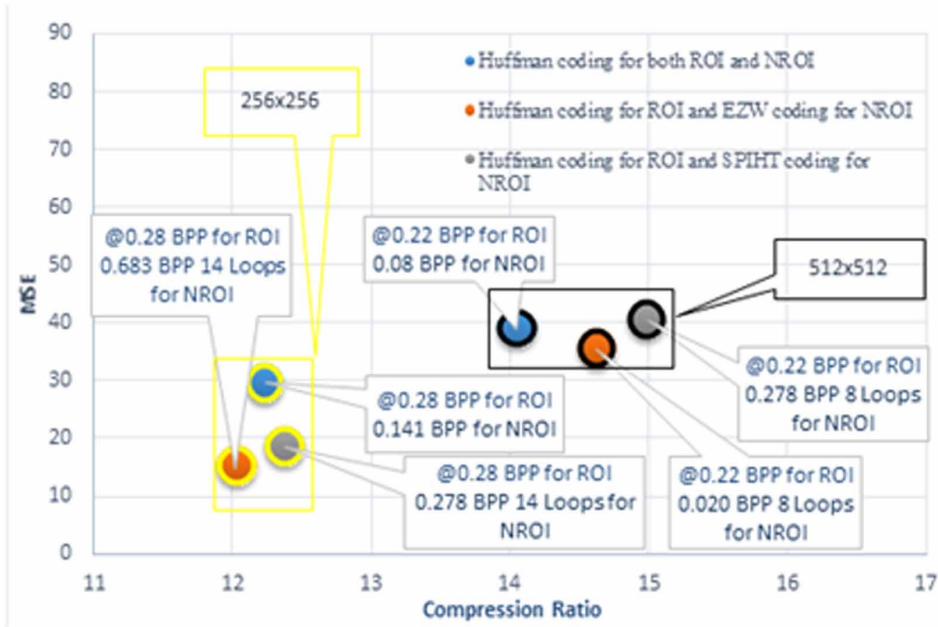 90
80
70
60
50
40
30
20
10
0
MSE
11
12
13
14
15
16
17
Compression Ratio
Huffman coding for both ROI and NROI
Huffman coding for ROI and EZW coding for NROI
Huffman coding for ROI and SPIHT coding for
NROI
256x256
@0.28 BPP for ROI
0.683 BPP 14 Loops
for NROI
@0.22 BPP for ROI
0.08 BPP for NROI
512x512
@0.28 BPP for ROI
0.141 BPP for NROI
@0.22 BPP for ROI
0.278 BPP 8 Loops
for NROI
@0.28 BPP for ROI
0.278 BPP 14 Loops for
NROI
@0.22 BPP for ROI
0.020 BPP 8 Loops
for NROI